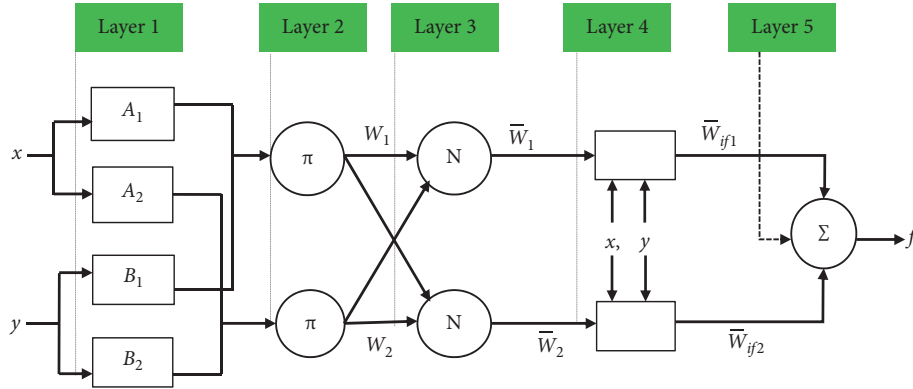 Layer 1 Layer 2 Layer 3 Layer 4 Layer 5
A₁
x
π W₁ N W̅₁ W̅ᵢf₁
A₂
x, y Σ f
B₁
y π W₂ N W̅₂ W̅ᵢf₂
B₂